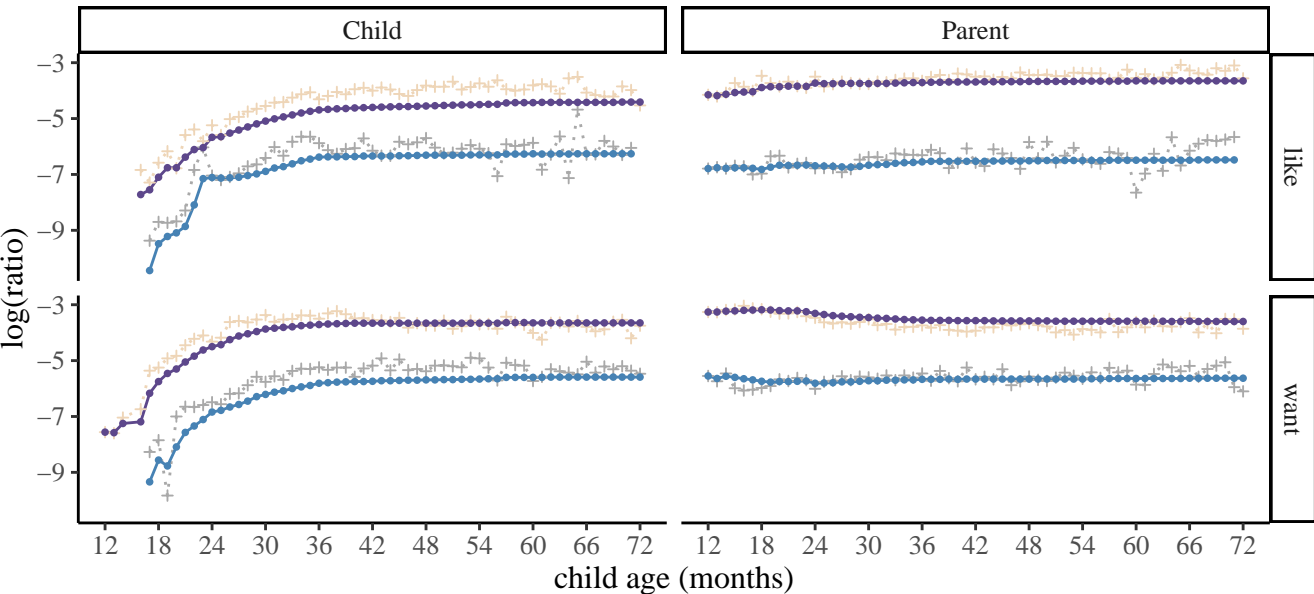 Child
Parent
−3
−5
−7
−9
like
−3
−5
−7
−9
want
log(ratio)
12 18 24 30 36 42 48 54 60 66 72
12 18 24 30 36 42 48 54 60 66 72
child age (months)